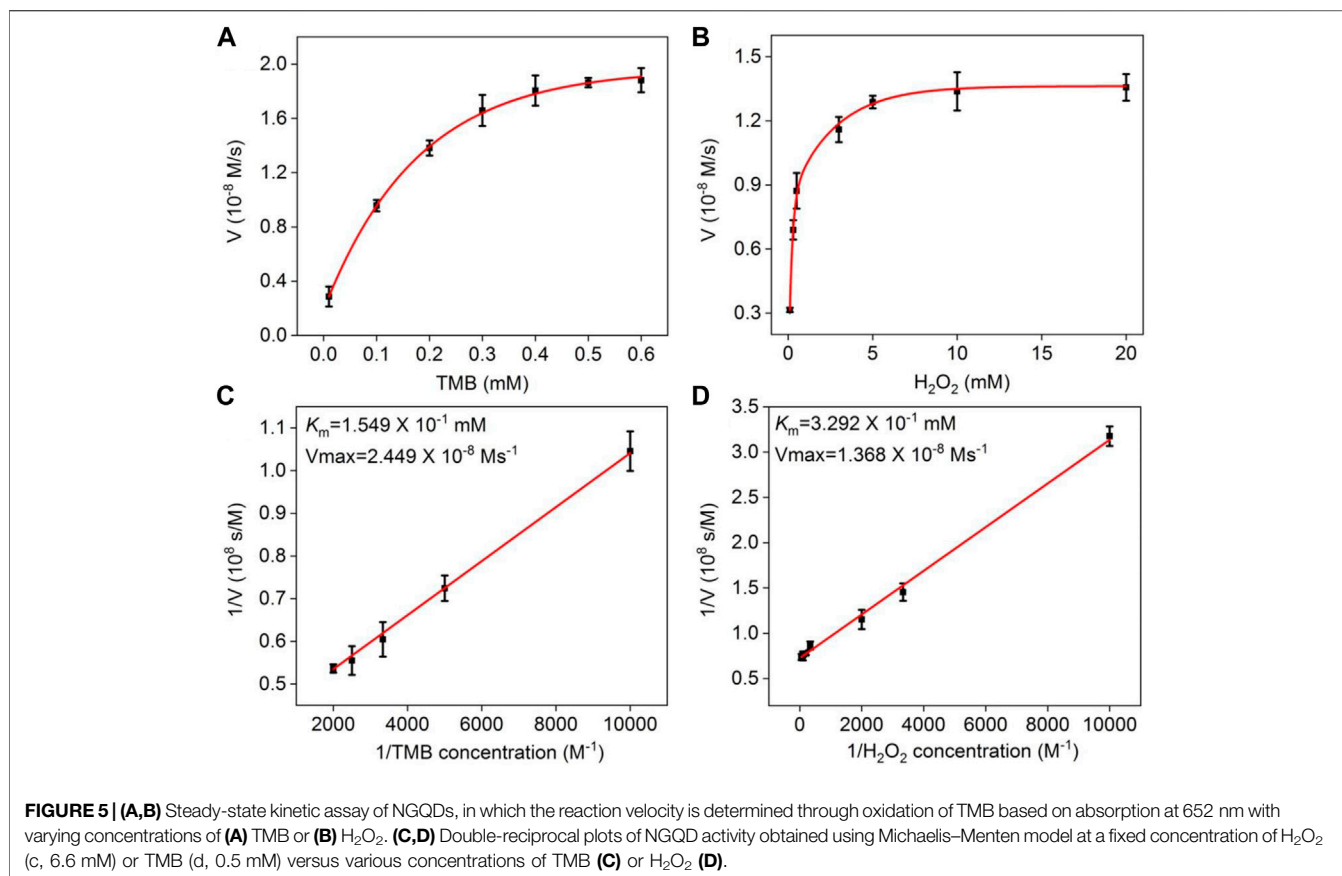 A
V (10⁻⁸ M/s)
2.0
1.6
1.2
0.8
0.4
0.0
0.0 0.1 0.2 0.3 0.4 0.5 0.6
TMB (mM)
B
V (10⁻⁸ M/s)
1.5
1.2
0.9
0.6
0.3
0 5 10 15 20
H₂O₂ (mM)
C
Kₘ=1.549 X 10⁻¹ mM
Vmax=2.449 X 10⁻⁸ Ms⁻¹
1/V (10⁸ s/M)
1.1
1.0
0.9
0.8
0.7
0.6
0.5
2000 4000 6000 8000 10000
1/TMB concentration (M⁻¹)
D
Kₘ=3.292 X 10⁻¹ mM
Vmax=1.368 X 10⁻⁸ Ms⁻¹
1/V (10⁸ s/M)
3.5
3.0
2.5
2.0
1.5
1.0
0.5
0 2000 4000 6000 8000 10000
1/H₂O₂ concentration (M⁻¹)
FIGURE 5 | (A,B) Steady-state kinetic assay of NGQDs, in which the reaction velocity is determined through oxidation of TMB based on absorption at 652 nm with
varying concentrations of (A) TMB or (B) H₂O₂. (C,D) Double-reciprocal plots of NGQD activity obtained using Michaelis–Menten model at a fixed concentration of H₂O₂
(c, 6.6 mM) or TMB (d, 0.5 mM) versus various concentrations of TMB (C) or H₂O₂ (D).